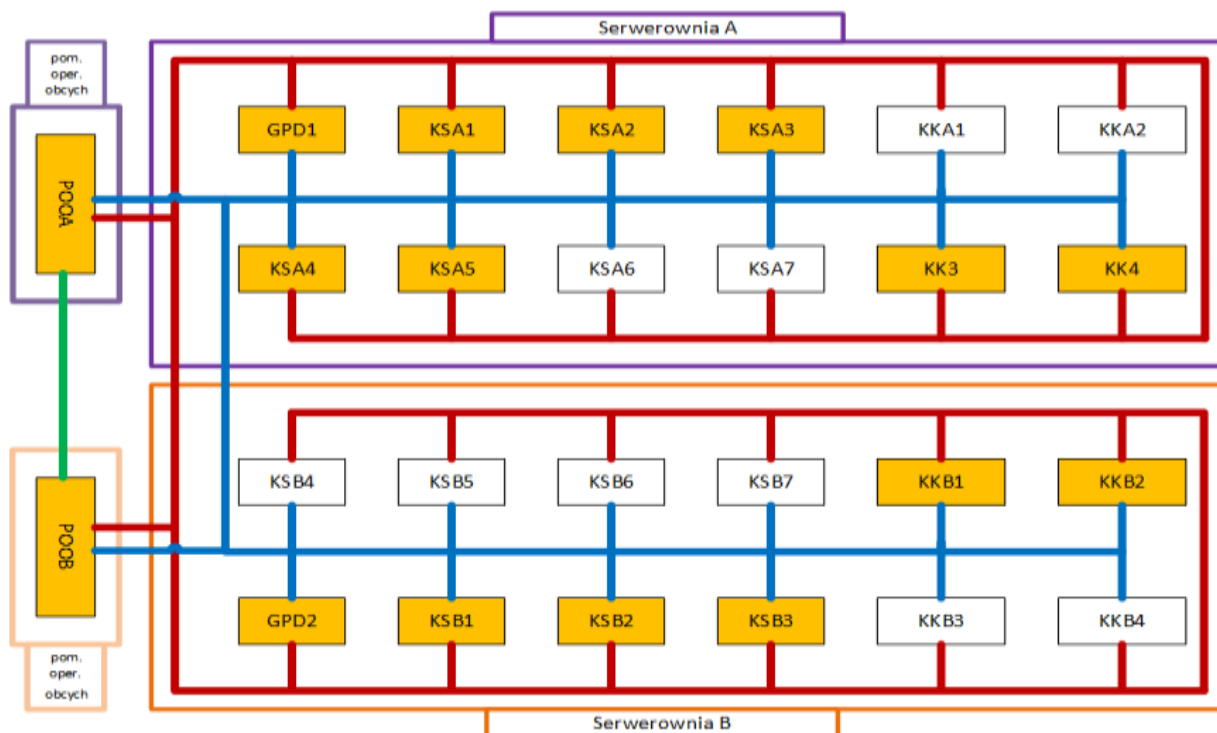 Serwerownia A
pom.
oper.
obcych
GPD1 KSA1 KSA2 KSA3 KKA1 KKA2
POOA
KSA4 KSA5 KSA6 KSA7 KK3 KK4
KSB4 KSB5 KSB6 KSB7 KKB1 KKB2
POOB
GPD2 KSB1 KSB2 KSB3 KKB3 KKB4
pom.
oper.
obcych
Serwerownia B